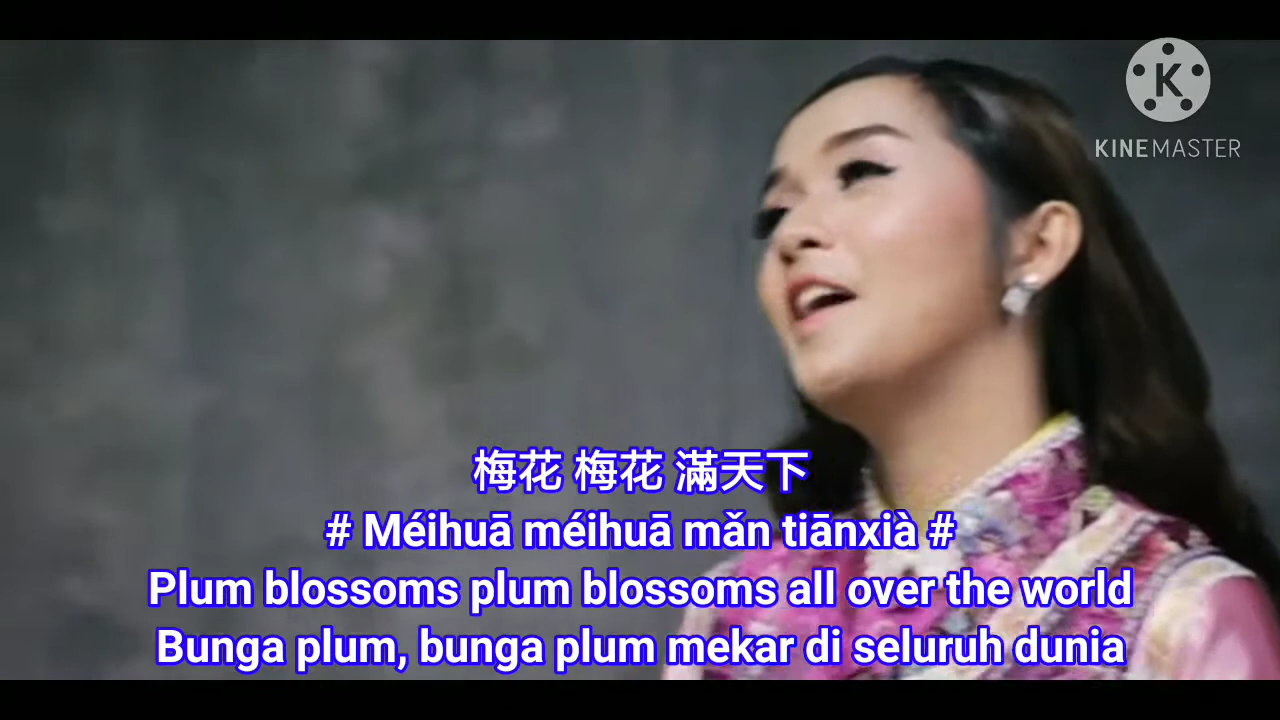 K
KINEMASTER
梅花 梅花 滿天下
# Méihuā méihuā mǎn tiānxià #
Plum blossoms plum blossoms all over the world
Bunga plum, bunga plum mekar di seluruh dunia